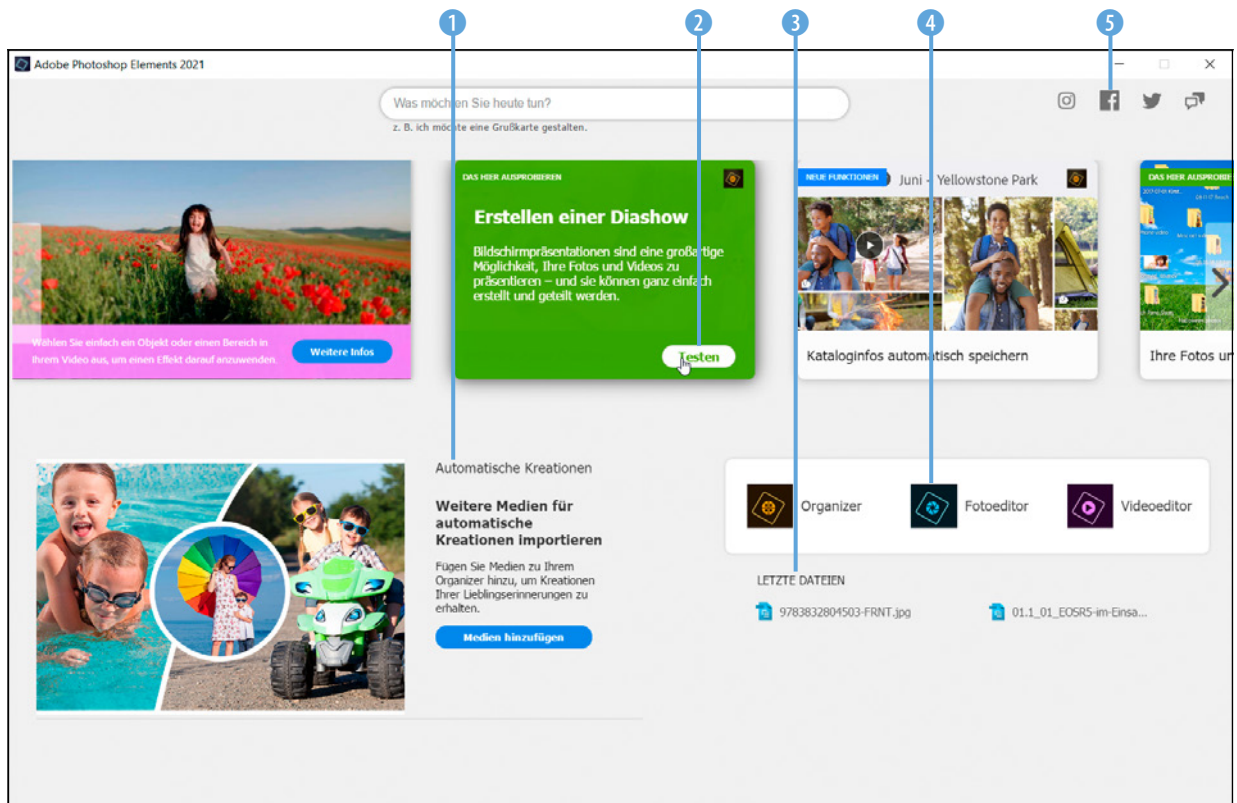 1 2 3 4 5
Adobe Photoshop Elements 2021
Was möchten Sie heute tun?
z. B. ich möchte eine Grußkarte gestalten.
Wählen Sie einfach ein Objekt oder einen Bereich in
Ihrem Video aus, um einen Effekt darauf anzuwenden.
Weitere Infos
DAS HIER AUSPROBIEREN
Erstellen einer Diashow
Bildschirmpräsentationen sind eine großartige
Möglichkeit, Ihre Fotos und Videos zu
präsentieren – und sie können ganz einfach
erstellt und geteilt werden.
Testen
NEUE FUNKTIONEN
Juni - Yellowstone Park
Kataloginfos automatisch speichern
DAS HIER AUSPROBIE
Ihre Fotos
Automatische Kreationen
Weitere Medien für
automatische
Kreationen importieren
Fügen Sie Medien zu Ihrem
Organizer hinzu, um Kreationen
Ihrer Lieblingserinnerungen zu
erhalten.
Medien hinzufügen
Organizer
Fotoeditor
Videoeditor
LETZTE DATEIEN
9783832804503-FRNT.jpg
01.1_01_EOSR5-im-Einsa...